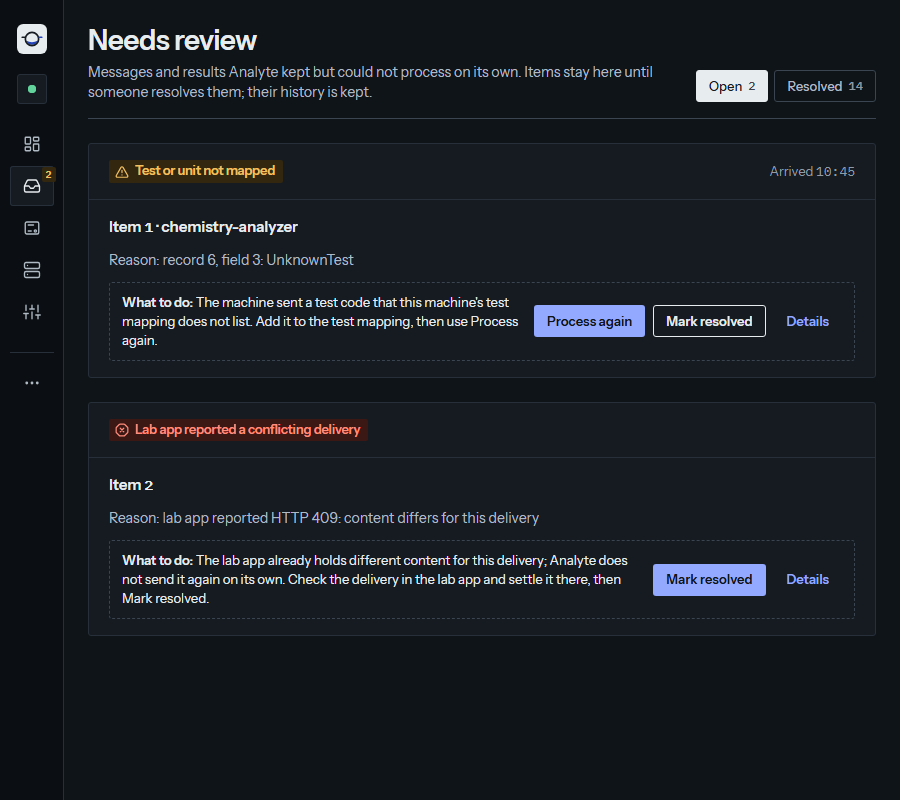 Needs review
Messages and results Analyte kept but could not process on its own. Items stay here until
someone resolves them; their history is kept.
Open 2
Resolved 14
2
Test or unit not mapped
Arrived 10:45
Item 1 · chemistry-analyzer
Reason: record 6, field 3: UnknownTest
What to do: The machine sent a test code that this machine's test
mapping does not list. Add it to the test mapping, then use Process
again.
Process again
Mark resolved
Details
Lab app reported a conflicting delivery
Item 2
Reason: lab app reported HTTP 409: content differs for this delivery
What to do: The lab app already holds different content for this delivery; Analyte does
not send it again on its own. Check the delivery in the lab app and settle it there, then
Mark resolved.
Mark resolved
Details